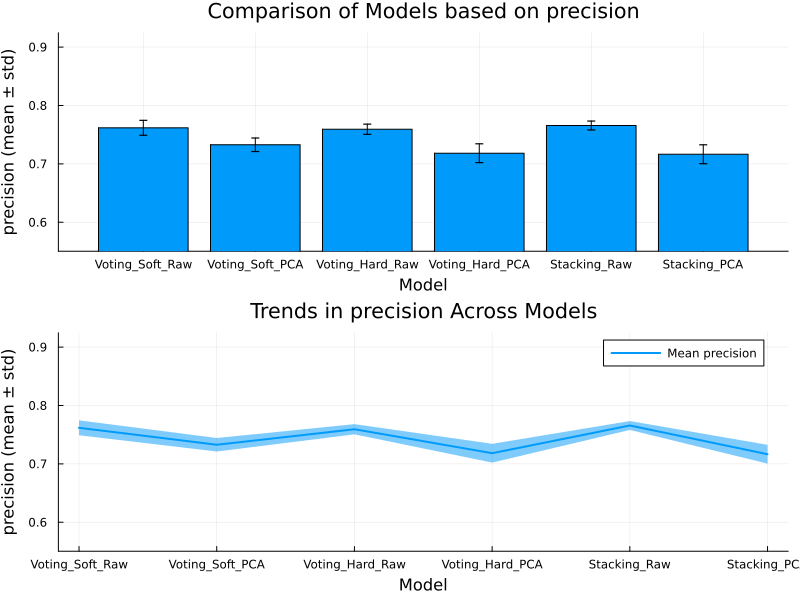 Comparison of Models based on precision
precision (mean ± std)
0.9
0.8
0.7
0.6
Voting_Soft_Raw Voting_Soft_PCA Voting_Hard_Raw Voting_Hard_PCA Stacking_Raw Stacking_PCA
Model
Trends in precision Across Models
precision (mean ± std)
0.9
Mean precision
0.8
0.7
0.6
Voting_Soft_Raw Voting_Soft_PCA Voting_Hard_Raw Voting_Hard_PCA Stacking_Raw Stacking_PC
Model